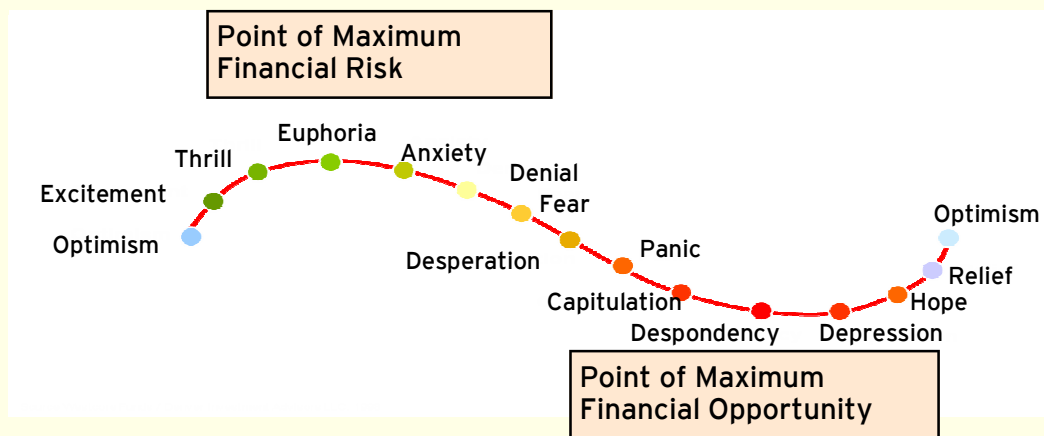 Point of Maximum
Financial Risk
Euphoria
Thrill
Anxiety
Denial
Excitement
Fear
Optimism
Optimism
Desperation
Panic
Relief
Capitulation
Hope
Despondency
Depression
Point of Maximum
Financial Opportunity